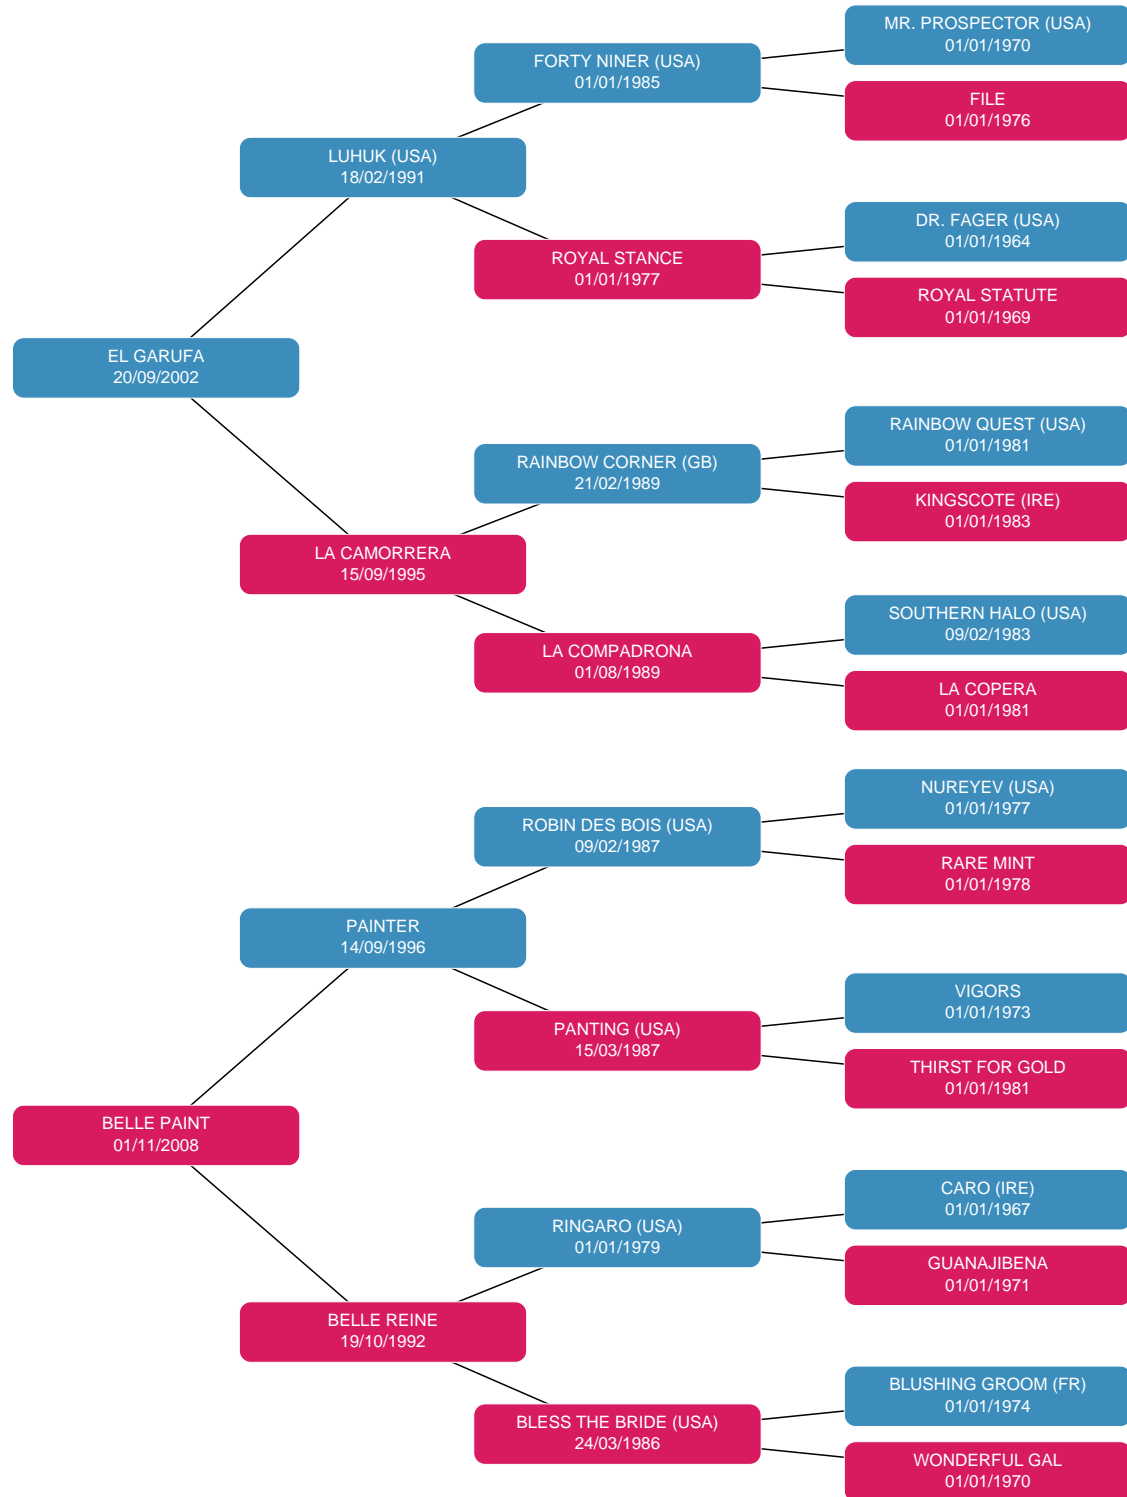 MR. PROSPECTOR (USA)
01/01/1970
FORTY NINER (USA)
01/01/1985
FILE
01/01/1976
LUHUK (USA)
18/02/1991
DR. FAGER (USA)
01/01/1964
ROYAL STANCE
01/01/1977
ROYAL STATUTE
01/01/1969
EL GARUFA
20/09/2002
RAINBOW QUEST (USA)
01/01/1981
RAINBOW CORNER (GB)
21/02/1989
KINGSCOTE (IRE)
01/01/1983
LA CAMORRERA
15/09/1995
SOUTHERN HALO (USA)
09/02/1983
LA COMPADRONA
01/08/1989
LA COPERA
01/01/1981
NUREYEV (USA)
01/01/1977
ROBIN DES BOIS (USA)
09/02/1987
RARE MINT
01/01/1978
PAINTER
14/09/1996
VIGORS
01/01/1973
PANTING (USA)
15/03/1987
THIRST FOR GOLD
01/01/1981
BELLE PAINT
01/11/2008
CARO (IRE)
01/01/1967
RINGARO (USA)
01/01/1979
GUANAJIBENA
01/01/1971
BELLE REINE
19/10/1992
BLUSHING GROOM (FR)
01/01/1974
BLESS THE BRIDE (USA)
24/03/1986
WONDERFUL GAL
01/01/1970